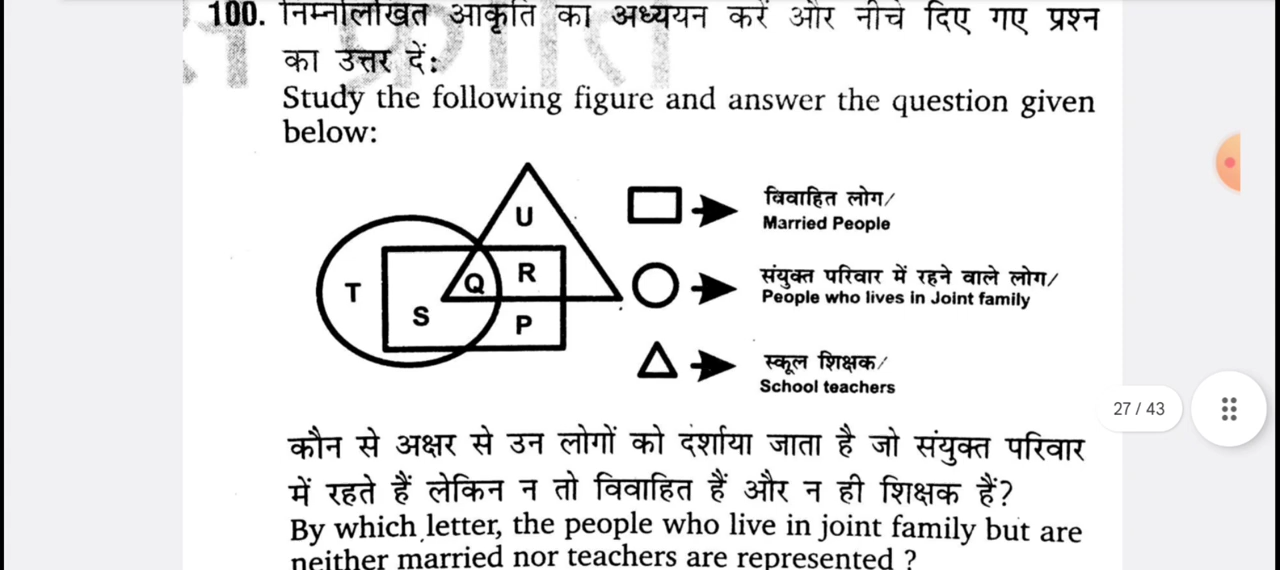 100. निम्नलिखित आकृति का अध्ययन करें और नीचे दिए गए प्रश्न
का उत्तर दें:
Study the following figure and answer the question given
below:
U
T
Q
R
S
P
विवाहित लोग/
Married People
संयुक्त परिवार में रहने वाले लोग/
People who lives in Joint family
स्कूल शिक्षक/
School teachers
27 / 43
कौन से अक्षर से उन लोगों को दर्शाया जाता है जो संयुक्त परिवार
में रहते हैं लेकिन न तो विवाहित हैं और न ही शिक्षक हैं?
By which letter, the people who live in joint family but are
neither married nor teachers are represented ?